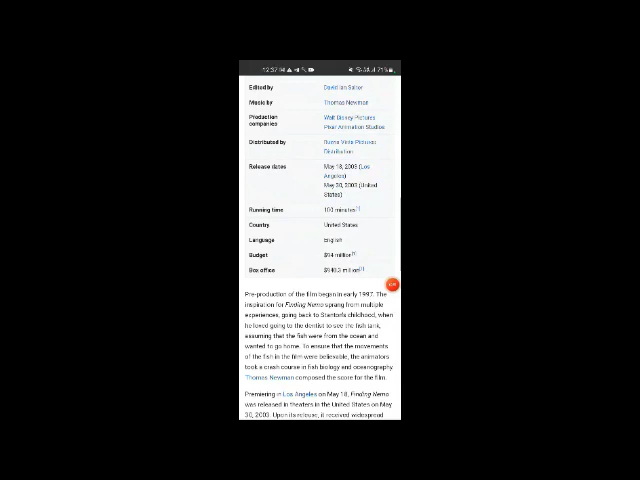 12:57
71%
Edited by David Ian Salter
Music by Thomas Newman
Production Walt Disney Pictures
companies Pixar Animation Studios
Distributed by Buena Vista Pictures
Distribution
Release dates May 18, 2003 (Los
Angeles)
May 30, 2003 (United
States)
Running time 100 minutes[1]
Country United States
Language English
Budget $94 million
Box office million
Pre-production of the film began in early 1997. The
inspiration for Finding Nemo sprang from multiple
experiences, going back to Stanton's childhood, when
he loved going to the dentist to see the fish tank,
assuming that the fish were from the ocean and
wanted to go home. To ensure that the movements
of the fish in the film were believable, the animators
took a crash course in fish biology and oceanography.
Thomas Newman composed the score for the film.
Premiering in Los Angeles on May 18, Finding Nemo
was released in theaters in the United States on May
30, 2003. Upon its release, it received widespread